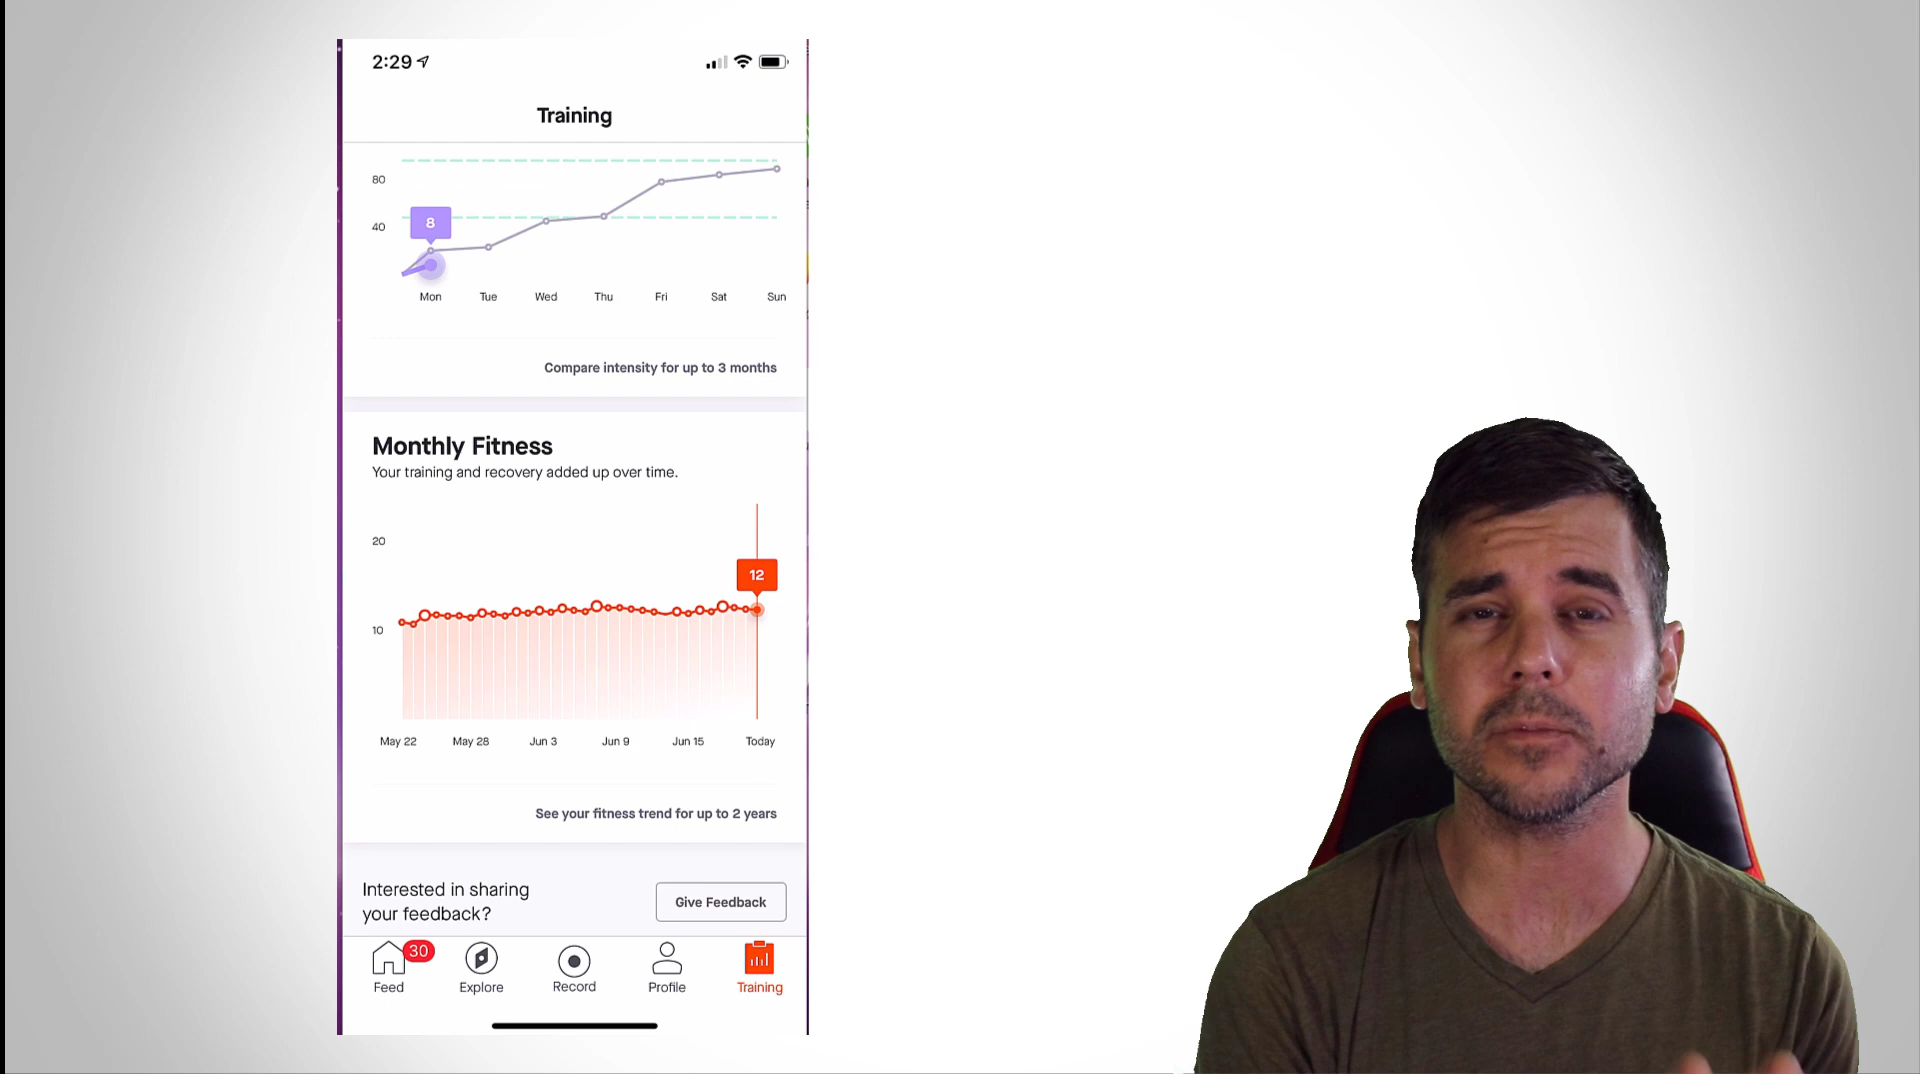 2:29
Training
80
40
8
Mon Tue Wed Thu Fri Sat Sun
Compare intensity for up to 3 months
Monthly Fitness
Your training and recovery added up over time.
20
12
10
May 22 May 28 Jun 3 Jun 9 Jun 15 Today
See your fitness trend for up to 2 years
Interested in sharing
your feedback?
Give Feedback
30
Feed Explore Record Profile Training